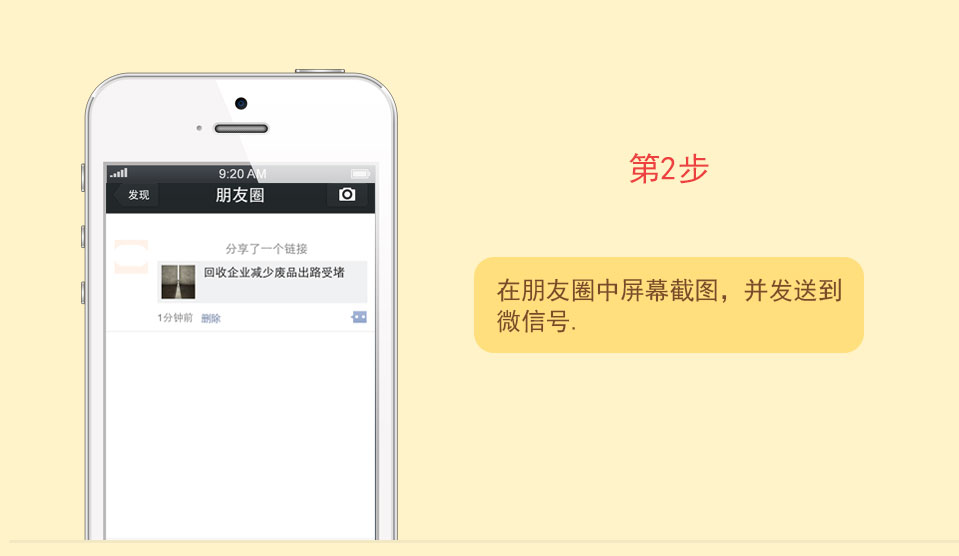 9:20 AM
发现
朋友圈
分享了一个链接
回收企业减少废品出路受堵
1分钟前 删除
第2步
在朋友圈中屏幕截图，并发送到
微信号.